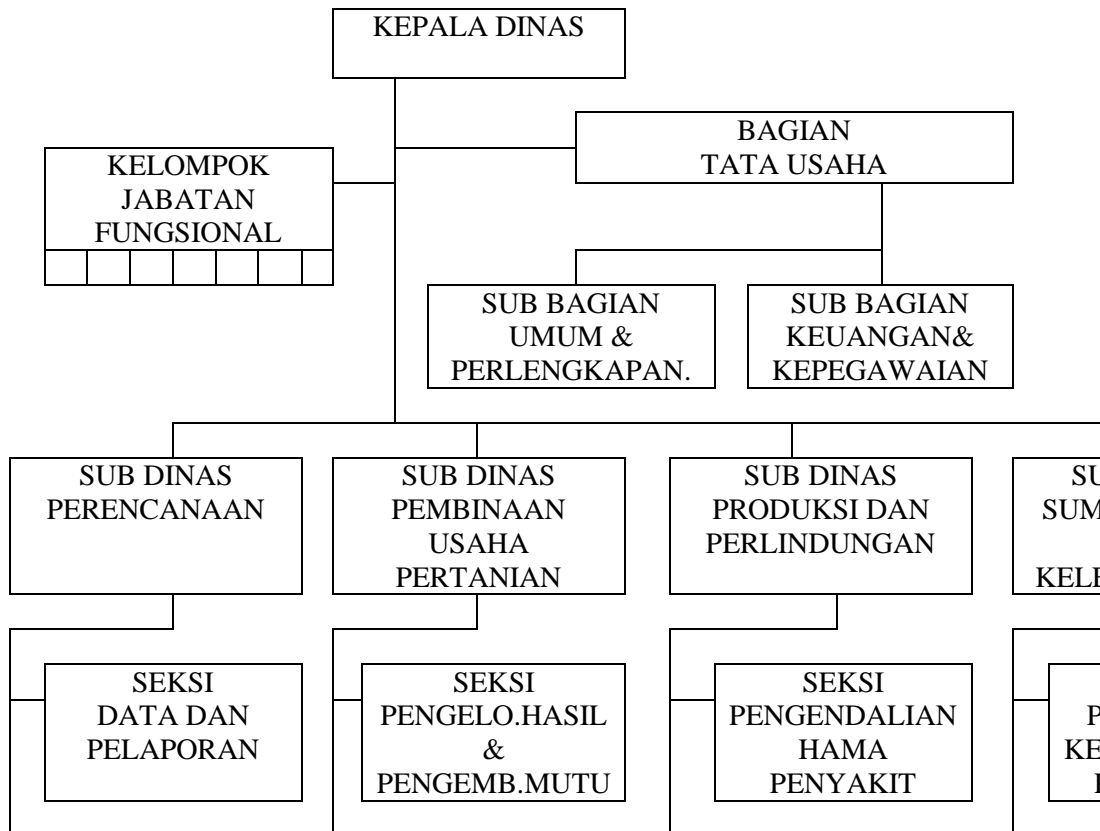 KEPALA DINAS
BAGIAN
TATA USAHA
KELOMPOK
JABATAN
FUNGSIONAL
SUB BAGIAN
UMUM &
PERLENGKAPAN.
SUB BAGIAN
KEUANGAN&
KEPEGAWAIAN
SUB DINAS
PERENCANAAN
SUB DINAS
PEMBINAAN
USAHA
PERTANIAN
SUB DINAS
PRODUKSI DAN
PERLINDUNGAN
SEKSI
DATA DAN
PELAPORAN
SEKSI
PENGELO.HASIL
&
PENGEMB.MUTU
SEKSI
PENGENDALIAN
HAMA
PENYAKIT